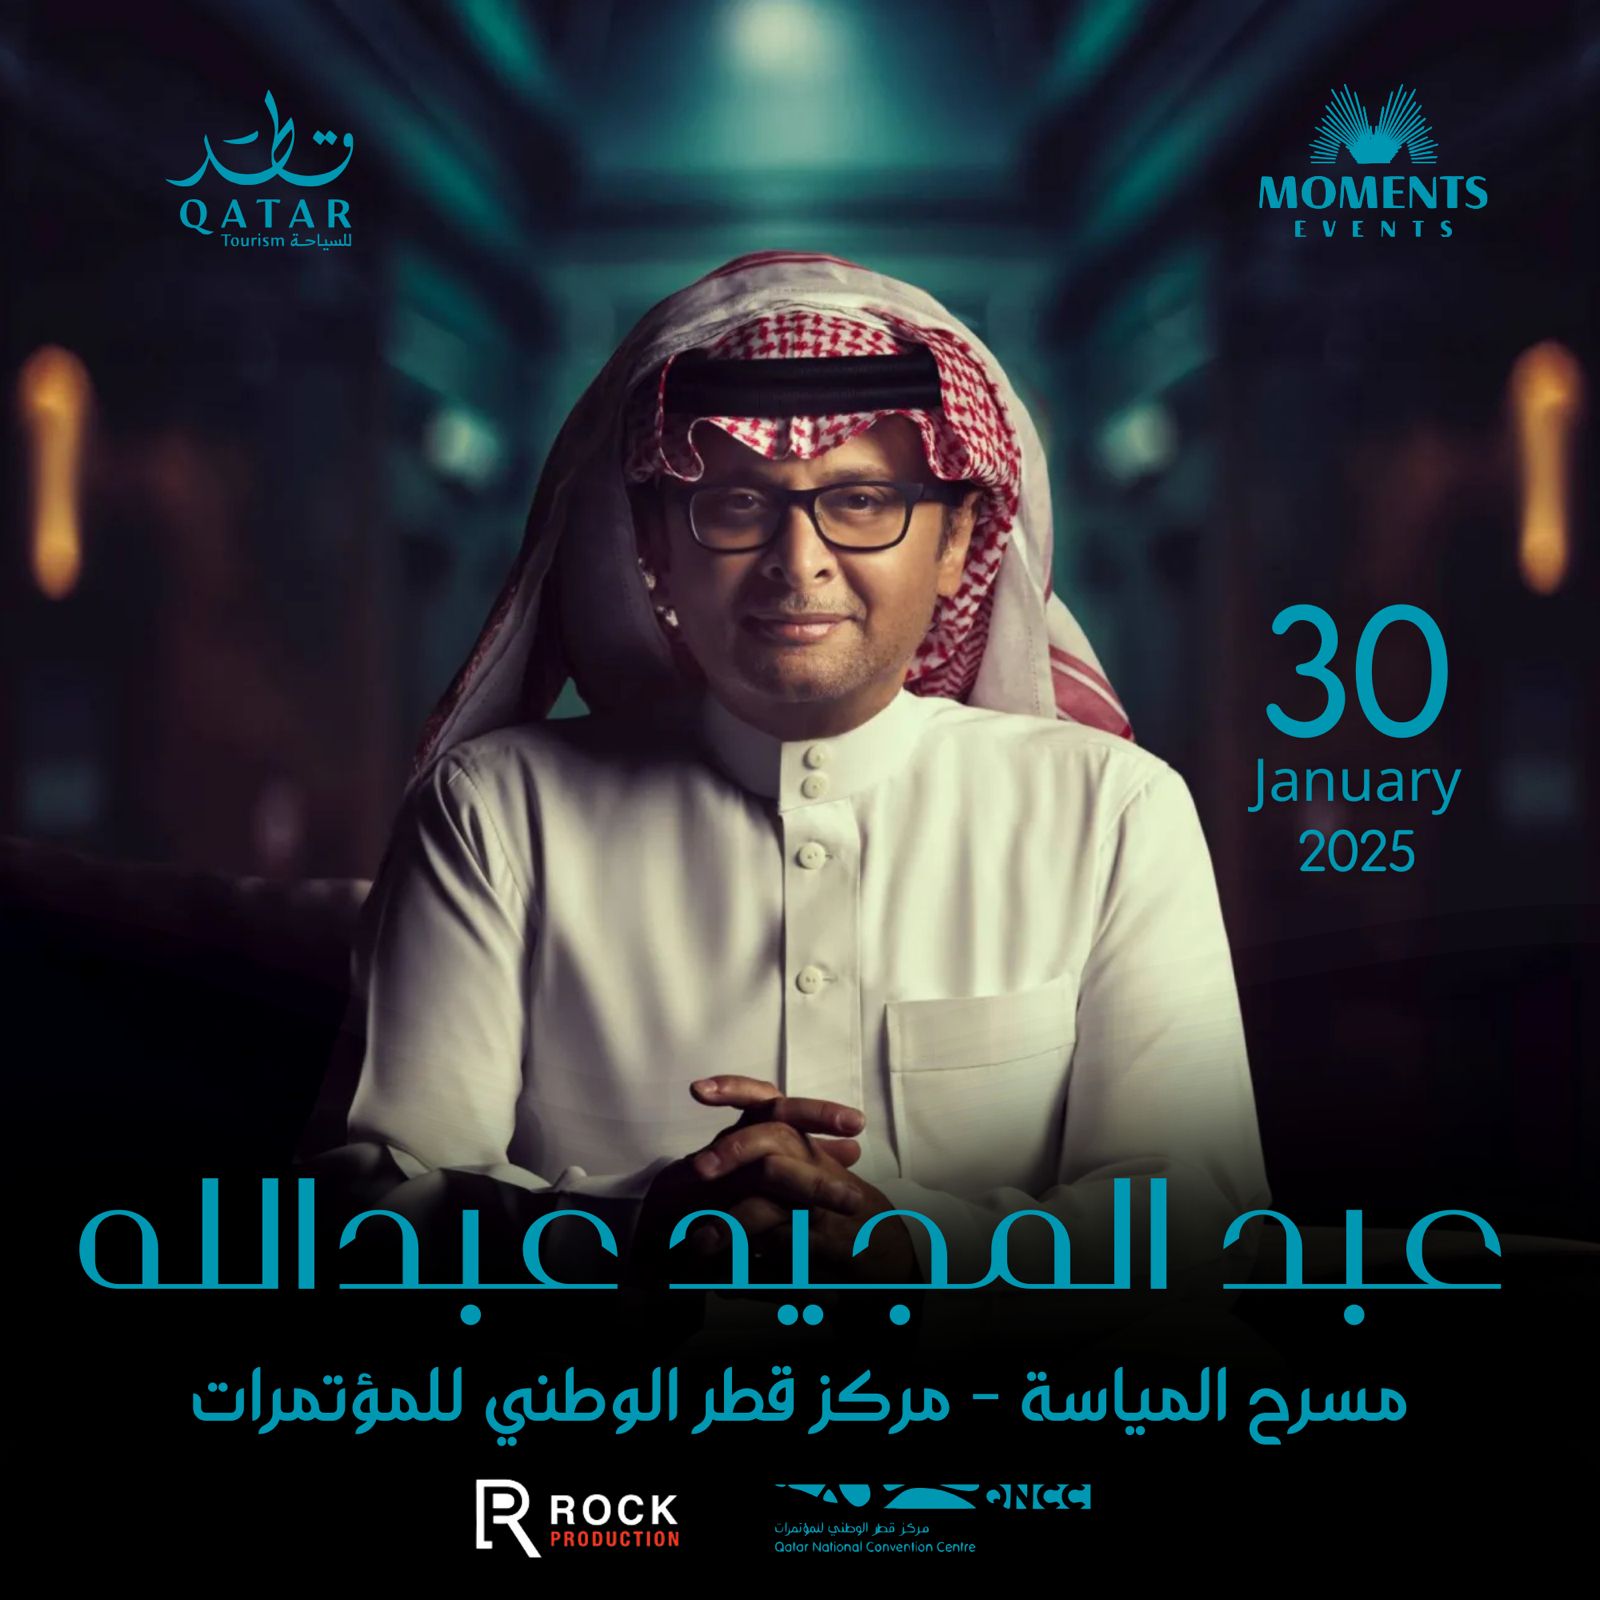 قطر
QATAR
Tourism للسياحة
MOMENTS
EVENTS
30
January
2025
عبد المجيد عبدالله
مسرح المياسة - مركز قطر الوطني للمؤتمرات
R ROCK
PRODUCTION
QNCC
مركز قطر الوطني للمؤتمرات
Qatar National Convention Centre